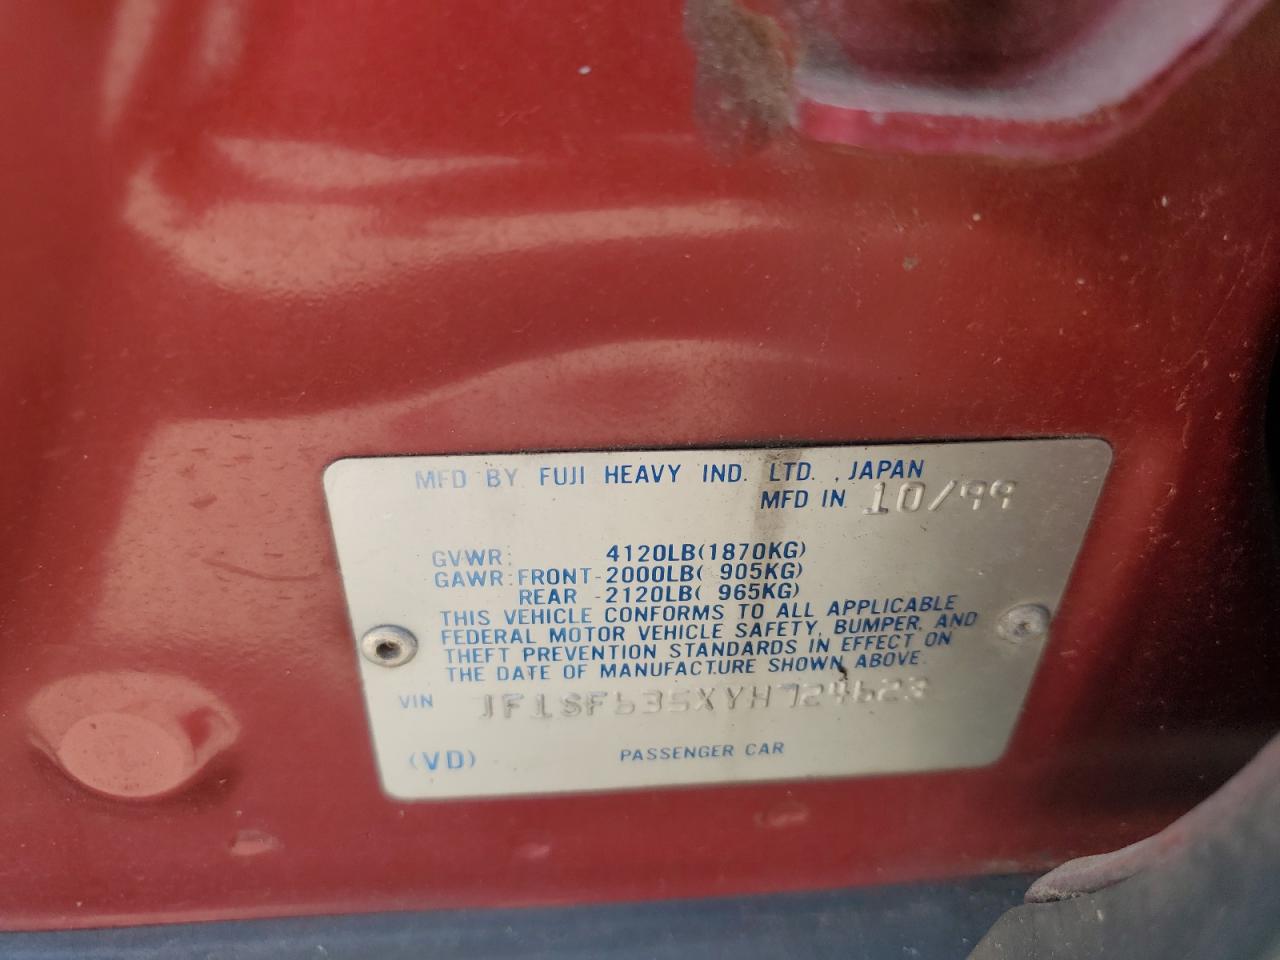 MFD BY FUJI HEAVY IND. LTD. , JAPAN
MFD IN 10/99
GVWR: 4120LB(1870KG)
GAWR:FRONT-2000LB( 905KG)
REAR -2120LB( 965KG)
THIS VEHICLE CONFORMS TO ALL APPLICABLE
FEDERAL MOTOR VEHICLE SAFETY, BUMPER, AND
THEFT PREVENTION STANDARDS IN EFFECT ON
THE DATE OF MANUFACTURE SHOWN ABOVE.
VIN JF1SF635XYH724623
(VD) PASSENGER CAR